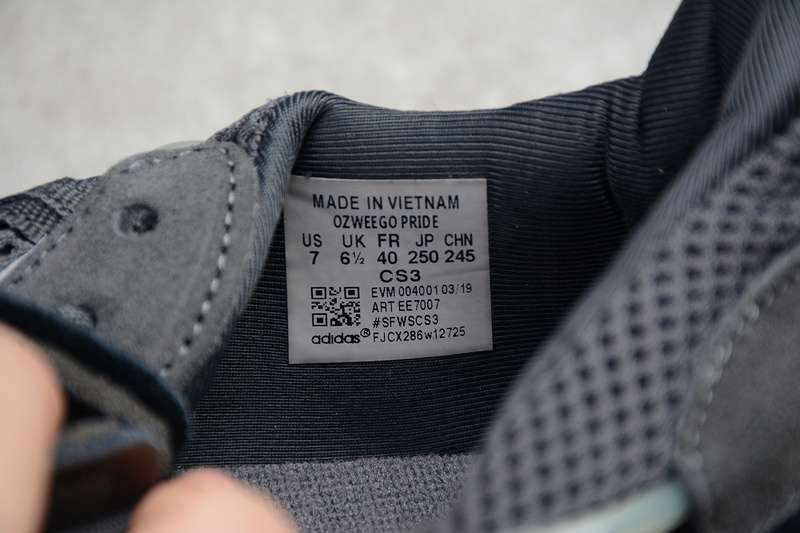 MADE IN VIETNAM
OZWEEGO PRIDE
US UK FR JP CHN
7 6½ 40 250 245
CS3
EVM 004001 03/19
ART EE7007
#SFWSCS3
adidas® FJCX286w12725